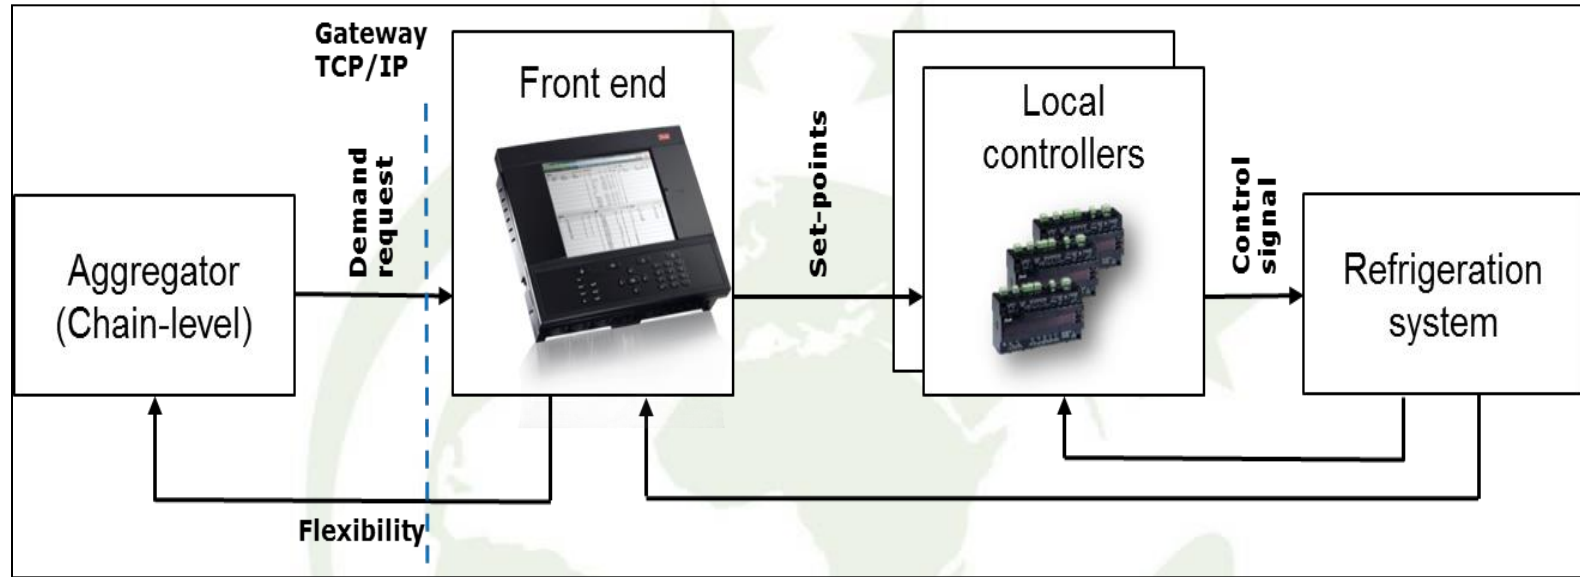 Gateway
TCP/IP
Front end
Local
controllers
Demand
request
Set-points
Control
signal
Aggregator
(Chain-level)
Refrigeration
system
Flexibility